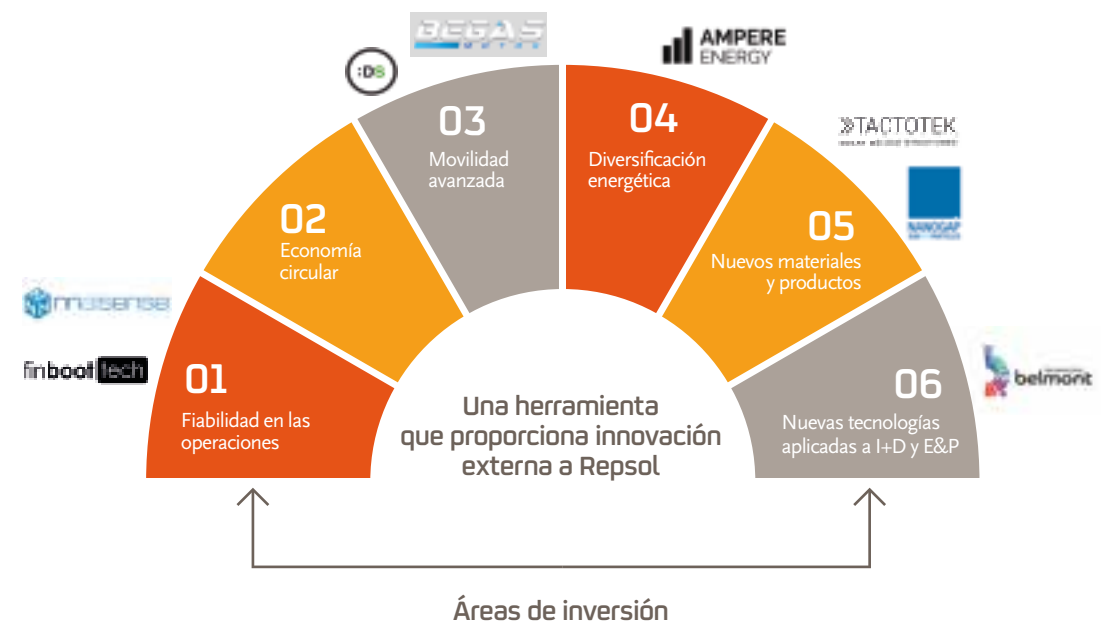 BEGAS
MOTOR
:DS
AMPERE
ENERGY
»TACTOTEK
NANOGAP
03
Movilidad
avanzada
04
Diversificación
energética
02
Economía
circular
05
Nuevos materiales
y productos
finboot tech
01
Fiabilidad en las
operaciones
06
Nuevas tecnologías
aplicadas a I+D y E&P
belmont
Una herramienta
que proporciona innovación
externa a Repsol
Áreas de inversión